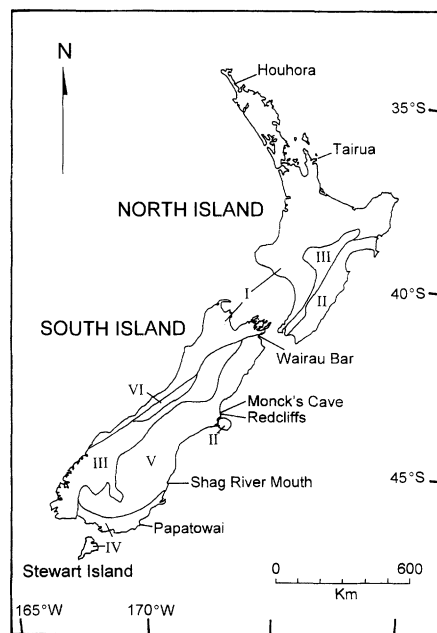 N
Houhora
35°S
Tairua
NORTH ISLAND
III
I
II
40°S
SOUTH ISLAND
Wairau Bar
VI
Monck's Cave
Redcliffs
II
III
V
Shag River Mouth
45°S
Papatowai
IV
Stewart Island
0 600
Km
165°W 170°W